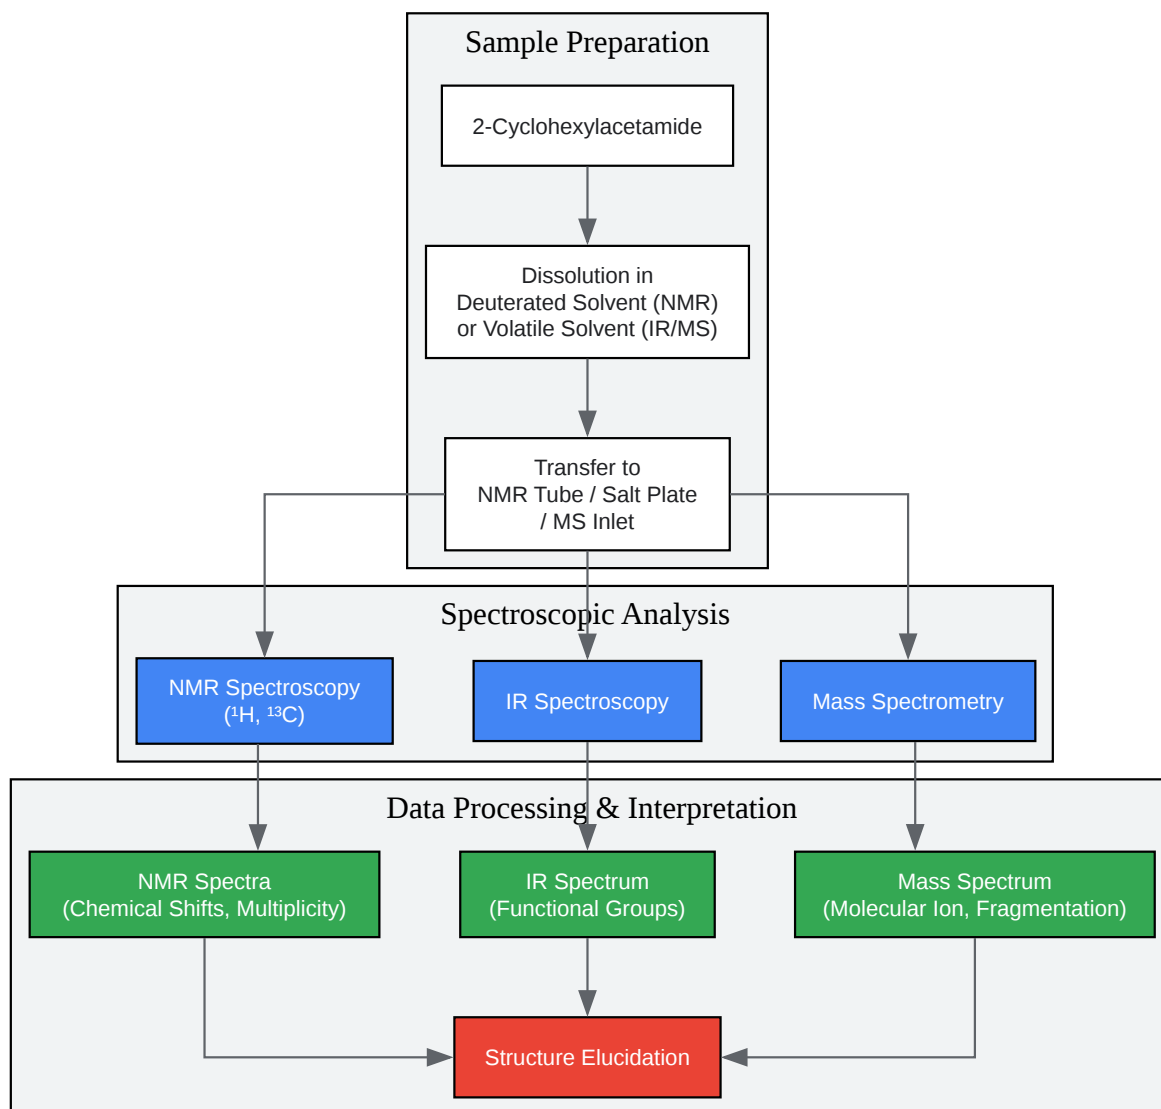 Sample Preparation
2-Cyclohexylacetamide
Dissolution in
Deuterated Solvent (NMR)
or Volatile Solvent (IR/MS)
Transfer to
NMR Tube / Salt Plate
/ MS Inlet
Spectroscopic Analysis
NMR Spectroscopy
(¹H, ¹³C)
IR Spectroscopy
Mass Spectrometry
Data Processing & Interpretation
NMR Spectra
(Chemical Shifts, Multiplicity)
IR Spectrum
(Functional Groups)
Mass Spectrum
(Molecular Ion, Fragmentation)
Structure Elucidation